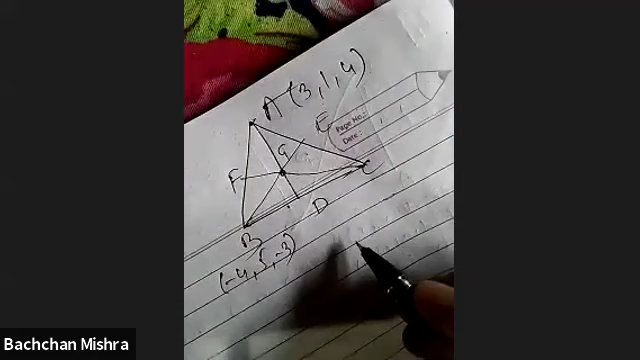 A (3, 1, 4)
E
Page No.:
Date:
G
F
C
D
B
(-4, 5, -3)
Bachchan Mishra